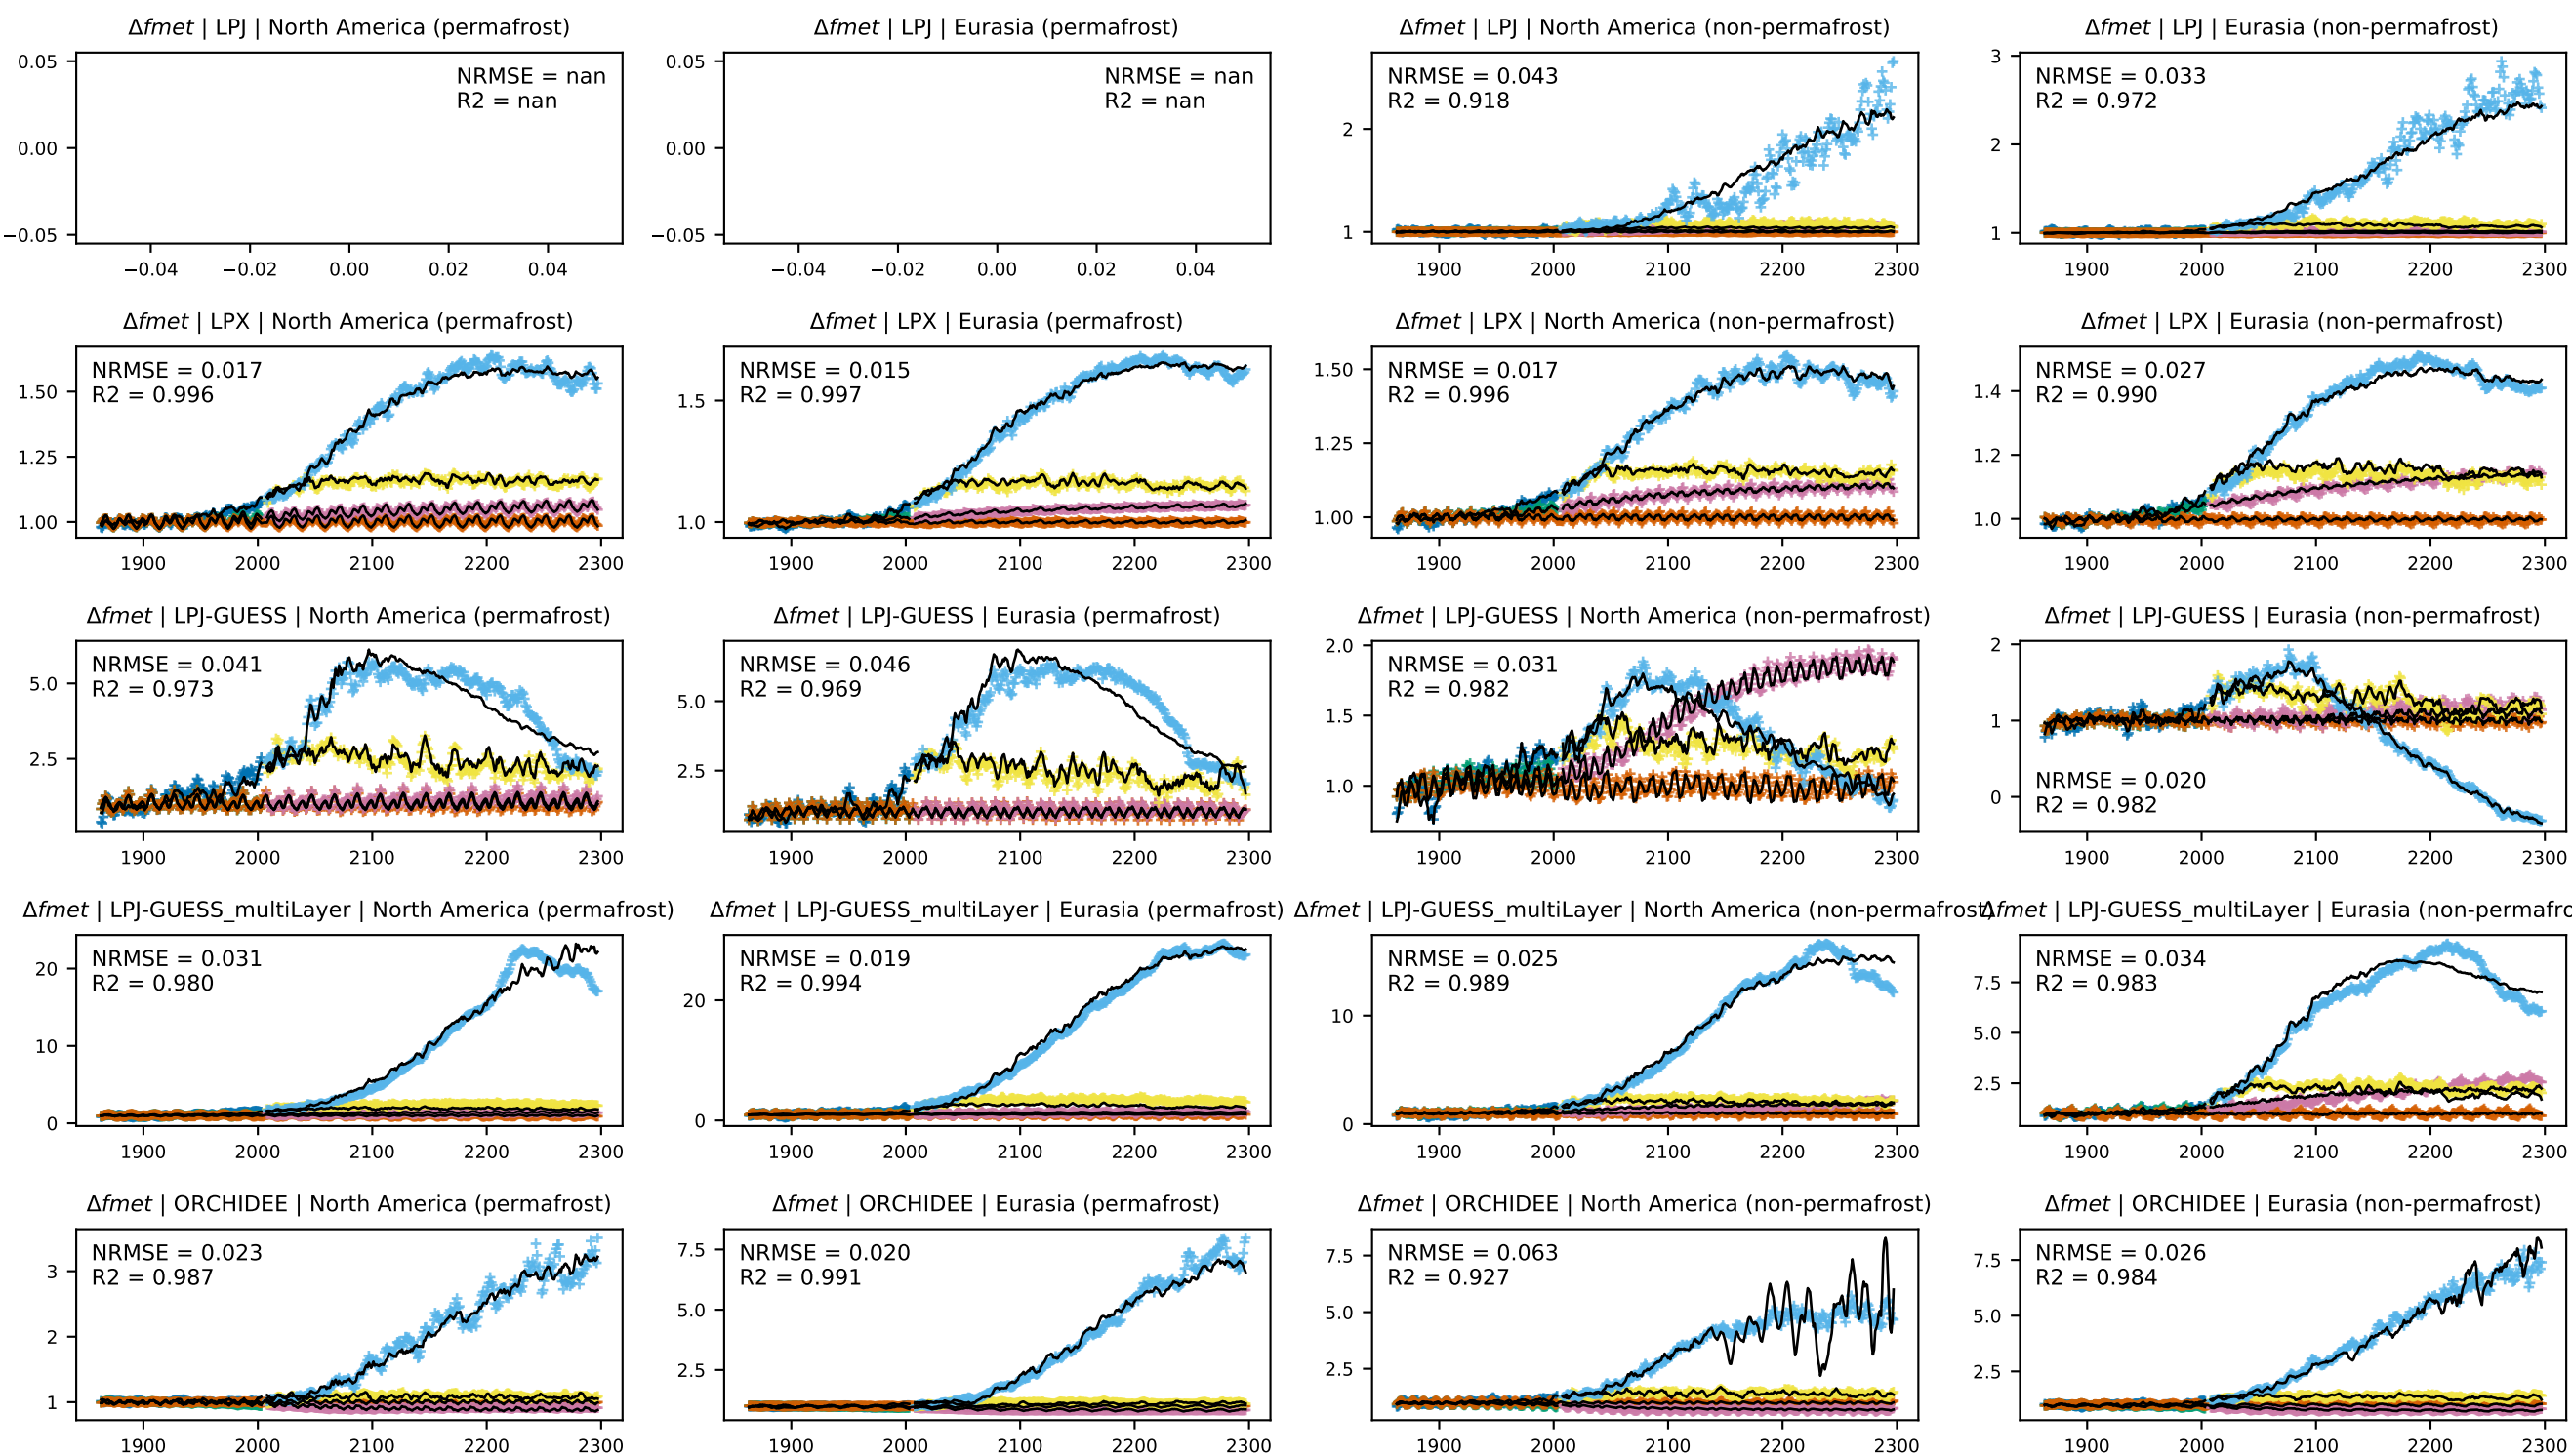 Δfmet | LPJ | North America (permafrost)
NRMSE = nan
R2 = nan
0.05
0.00
−0.05
−0.04 −0.02 0.00 0.02 0.04
Δfmet | LPJ | Eurasia (permafrost)
NRMSE = nan
R2 = nan
0.05
0.00
−0.05
−0.04 −0.02 0.00 0.02 0.04
Δfmet | LPJ | North America (non-permafrost)
NRMSE = 0.043
R2 = 0.918
2
1
1900 2000 2100 2200 2300
Δfmet | LPJ | Eurasia (non-permafrost)
NRMSE = 0.033
R2 = 0.972
3
2
1
1900 2000 2100 2200 2300
Δfmet | LPX | North America (permafrost)
NRMSE = 0.017
R2 = 0.996
1.50
1.25
1.00
1900 2000 2100 2200 2300
Δfmet | LPX | Eurasia (permafrost)
NRMSE = 0.015
R2 = 0.997
1.5
1.0
1900 2000 2100 2200 2300
Δfmet | LPX | North America (non-permafrost)
NRMSE = 0.017
R2 = 0.996
1.50
1.25
1.00
1900 2000 2100 2200 2300
Δfmet | LPX | Eurasia (non-permafrost)
NRMSE = 0.027
R2 = 0.990
1.4
1.2
1.0
1900 2000 2100 2200 2300
Δfmet | LPJ-GUESS | North America (permafrost)
NRMSE = 0.041
R2 = 0.973
5.0
2.5
1900 2000 2100 2200 2300
Δfmet | LPJ-GUESS | Eurasia (permafrost)
NRMSE = 0.046
R2 = 0.969
5.0
2.5
1900 2000 2100 2200 2300
Δfmet | LPJ-GUESS | North America (non-permafrost)
NRMSE = 0.031
R2 = 0.982
2.0
1.5
1.0
1900 2000 2100 2200 2300
Δfmet | LPJ-GUESS | Eurasia (non-permafrost)
NRMSE = 0.020
R2 = 0.982
2
1
0
1900 2000 2100 2200 2300
Δfmet | LPJ-GUESS_multiLayer | North America (permafrost)
NRMSE = 0.031
R2 = 0.980
20
10
0
1900 2000 2100 2200 2300
Δfmet | LPJ-GUESS_multiLayer | Eurasia (permafrost)
NRMSE = 0.019
R2 = 0.994
20
0
1900 2000 2100 2200 2300
Δfmet | LPJ-GUESS_multiLayer | North America (non-permafrost)
NRMSE = 0.025
R2 = 0.989
10
0
1900 2000 2100 2200 2300
Δfmet | LPJ-GUESS_multiLayer | Eurasia (non-permafro
NRMSE = 0.034
R2 = 0.983
7.5
5.0
2.5
1900 2000 2100 2200 2300
Δfmet | ORCHIDEE | North America (permafrost)
NRMSE = 0.023
R2 = 0.987
3
2
1
1900 2000 2100 2200 2300
Δfmet | ORCHIDEE | Eurasia (permafrost)
NRMSE = 0.020
R2 = 0.991
7.5
5.0
2.5
1900 2000 2100 2200 2300
Δfmet | ORCHIDEE | North America (non-permafrost)
NRMSE = 0.063
R2 = 0.927
7.5
5.0
2.5
1900 2000 2100 2200 2300
Δfmet | ORCHIDEE | Eurasia (non-permafrost)
NRMSE = 0.026
R2 = 0.984
7.5
5.0
2.5
1900 2000 2100 2200 2300